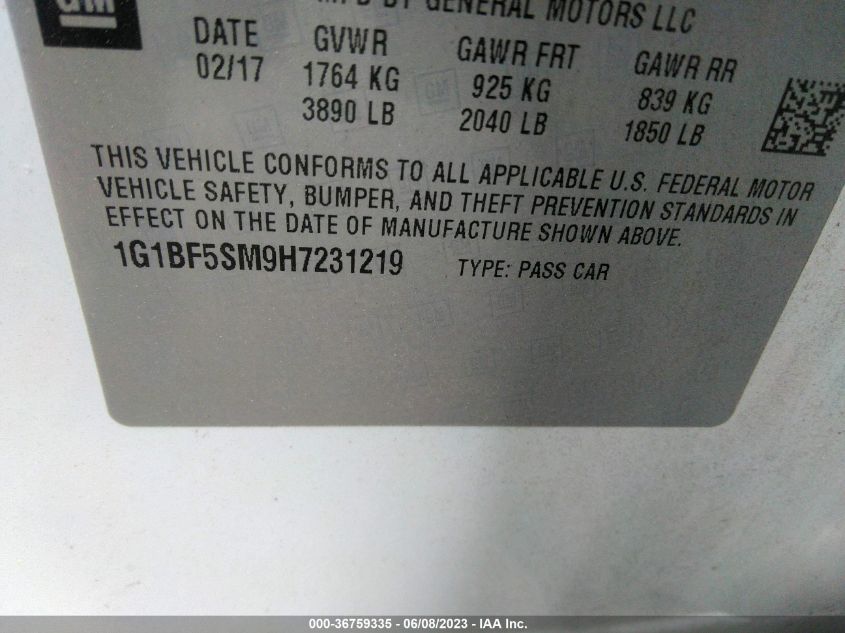 GM
MFD BY GENERAL MOTORS LLC
DATE GVWR GAWR FRT GAWR RR
02/17 1764 KG 925 KG 839 KG
3890 LB 2040 LB 1850 LB
THIS VEHICLE CONFORMS TO ALL APPLICABLE U.S. FEDERAL MOTOR
VEHICLE SAFETY, BUMPER, AND THEFT PREVENTION STANDARDS IN
EFFECT ON THE DATE OF MANUFACTURE SHOWN ABOVE.
1G1BF5SM9H7231219 TYPE: PASS CAR
000-36759335 - 06/08/2023 - IAA Inc.